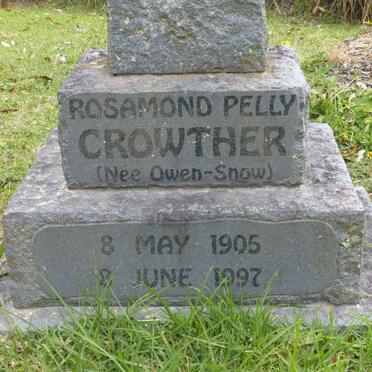 ROSAMOND PELLY
CROWTHER
(Nee Owen-Snow)
8 MAY 1905
8 JUNE 1997